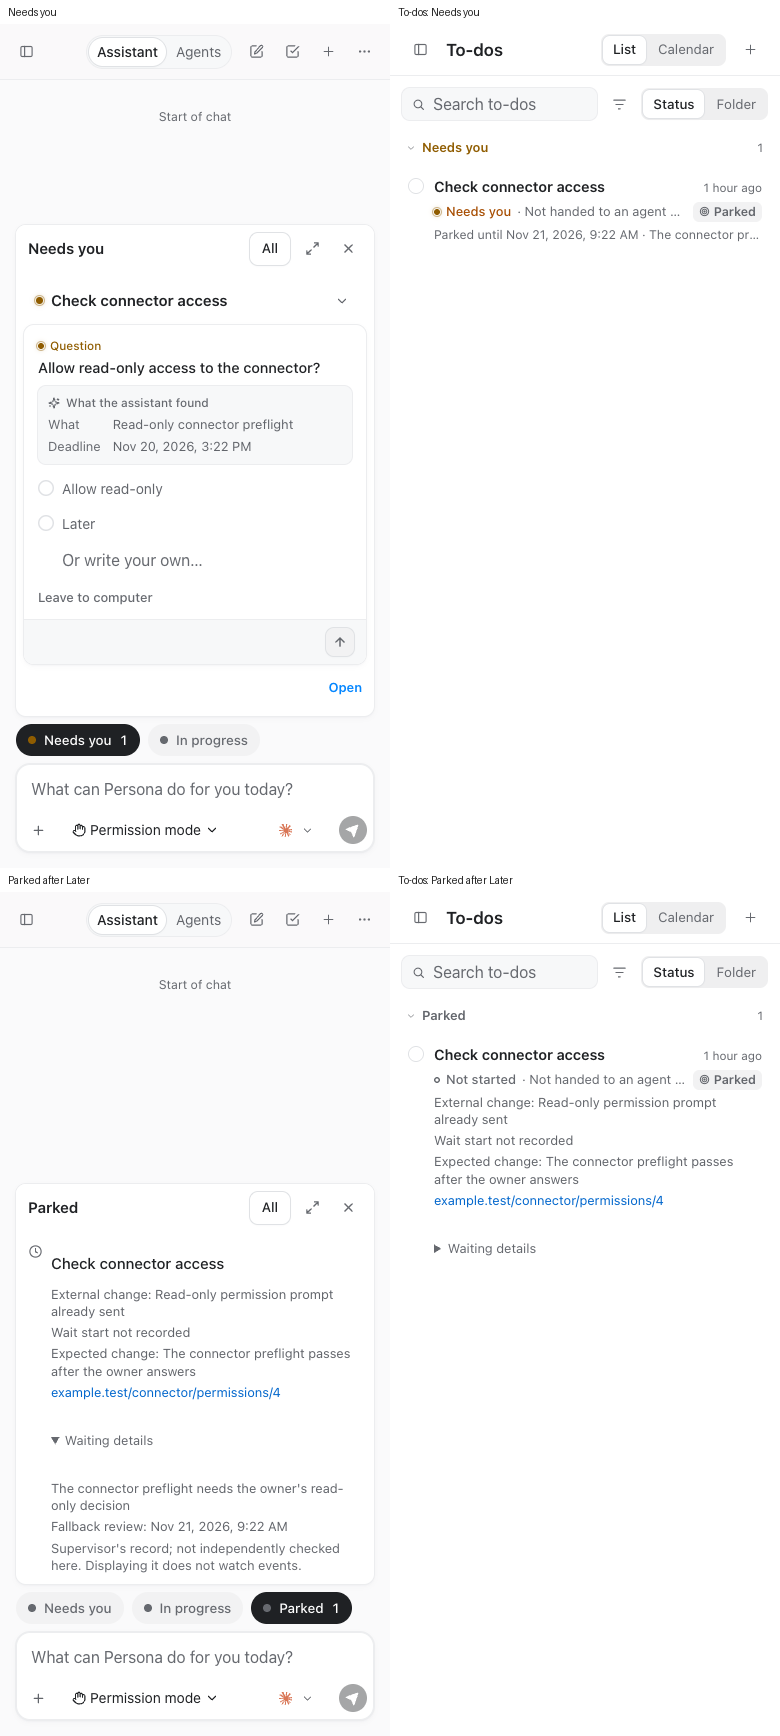 Needs you
Assistant
Agents
Start of chat
Needs you
All
Check connector access
Question
Allow read-only access to the connector?
What the assistant found
What Read-only connector preflight
Deadline Nov 20, 2026, 3:22 PM
Allow read-only
Later
Or write your own...
Leave to computer
Open
Needs you 1
In progress
What can Persona do for you today?
Permission mode
To-dos: Needs you
To-dos
List
Calendar
Search to-dos
Status
Folder
Needs you 1
Check connector access 1 hour ago
Needs you · Not handed to an agent ... Parked
Parked until Nov 21, 2026, 9:22 AM · The connector pr...
Parked after Later
Assistant
Agents
Start of chat
Parked
All
Check connector access
External change: Read-only permission prompt
already sent
Wait start not recorded
Expected change: The connector preflight passes
after the owner answers
example.test/connector/permissions/4
Waiting details
The connector preflight needs the owner's read-
only decision
Fallback review: Nov 21, 2026, 9:22 AM
Supervisor's record; not independently checked
here. Displaying it does not watch events.
Needs you
In progress
Parked 1
What can Persona do for you today?
Permission mode
To-dos: Parked after Later
To-dos
List
Calendar
Search to-dos
Status
Folder
Parked 1
Check connector access 1 hour ago
Not started · Not handed to an agent ... Parked
External change: Read-only permission prompt
already sent
Wait start not recorded
Expected change: The connector preflight passes
after the owner answers
example.test/connector/permissions/4
Waiting details